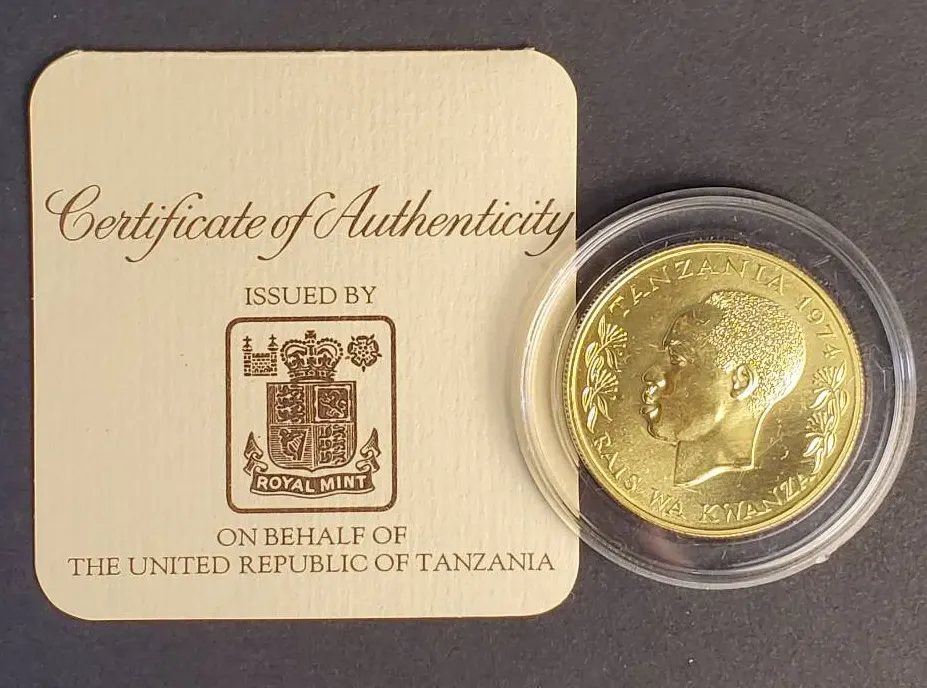 Certificate of Authenticity
ISSUED BY
ROYAL MINT
ON BEHALF OF
THE UNITED REPUBLIC OF TANZANIA
TANZANIA 1974
RAIS WA KWANZA